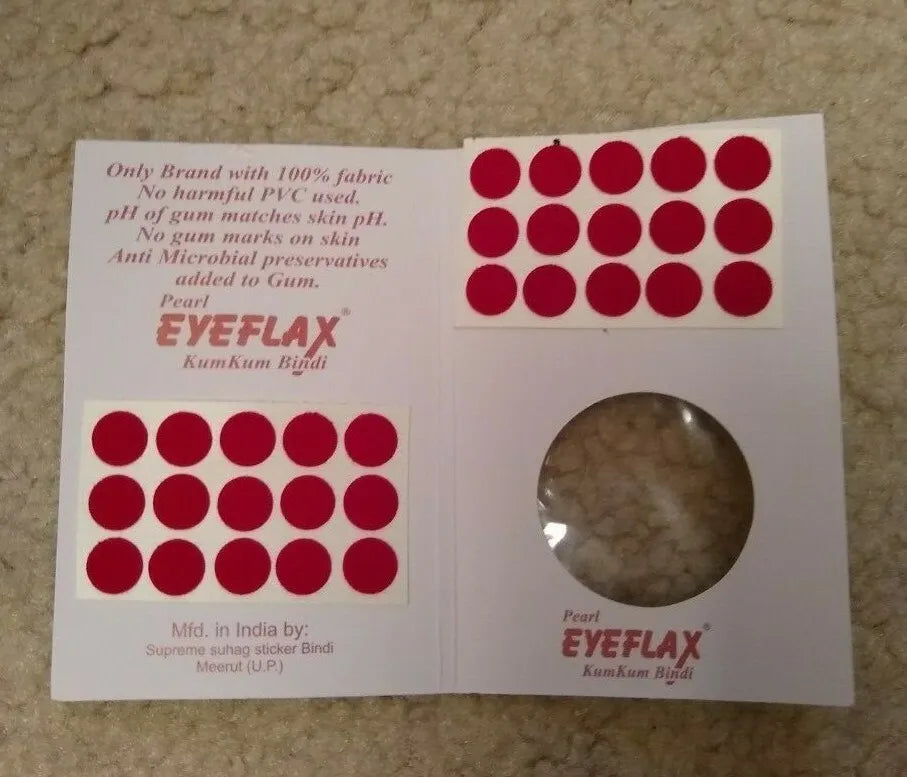 Only Brand with 100% fabric
No harmful PVC used.
pH of gum matches skin pH.
No gum marks on skin
Anti Microbial preservatives
added to Gum.
Pearl
EYEFLAX®
KumKum Bindi
Mfd. in India by:
Supreme suhag sticker Bindi
Meerut (U.P.)
Pearl
EYEFLAX®
KumKum Bindi